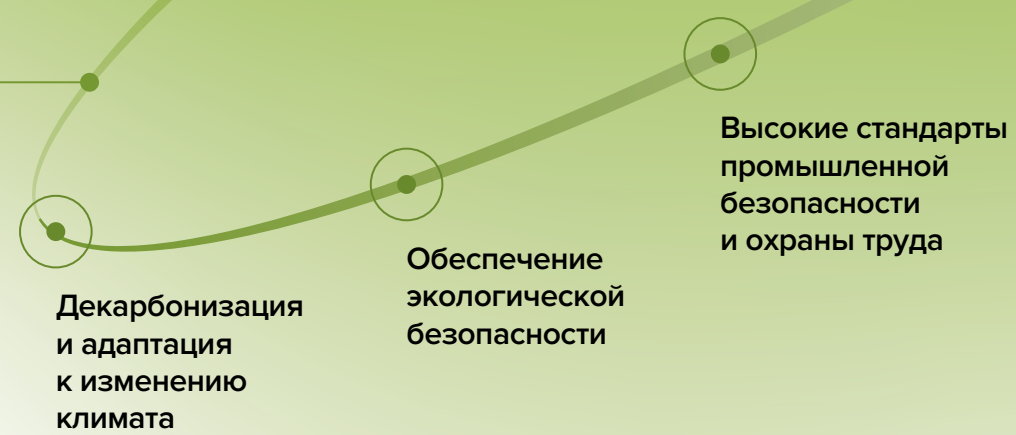 Декарбонизация
и адаптация
к изменению
климата
Обеспечение
экологической
безопасности
Высокие стандарты
промышленной
безопасности
и охраны труда